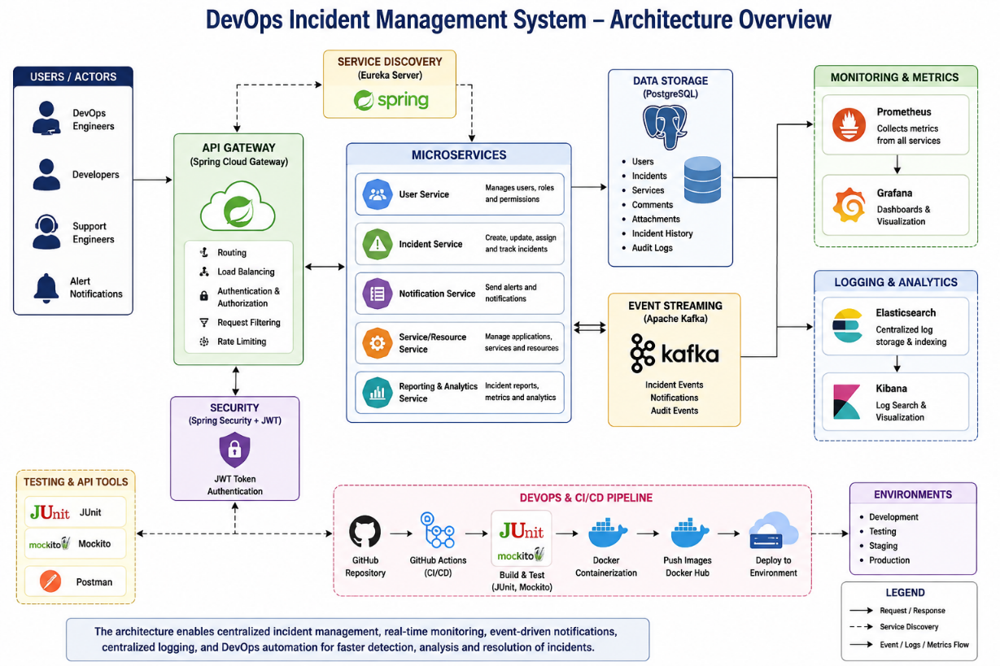 DevOps Incident Management System – Architecture Overview
USERS / ACTORS
DevOps
Engineers
Developers
Support
Engineers
Alert
Notifications
SERVICE DISCOVERY
(Eureka Server)
spring
API GATEWAY
(Spring Cloud Gateway)
Routing
Load Balancing
Authentication &
Authorization
Request Filtering
Rate Limiting
SECURITY
(Spring Security + JWT)
JWT Token
Authentication
MICROSERVICES
User Service
Manages users, roles
and permissions
Incident Service
Create, update, assign
and track incidents
Notification Service
Send alerts and
notifications
Service/Resource
Service
Manage applications,
services and resources
Reporting & Analytics
Service
Incident reports,
metrics and analytics
DATA STORAGE
(PostgreSQL)
• Users
• Incidents
• Services
• Comments
• Attachments
• Incident History
• Audit Logs
EVENT STREAMING
(Apache Kafka)
kafka
Incident Events
Notifications
Audit Events
MONITORING & METRICS
Prometheus
Collects metrics
from all services
Grafana
Dashboards &
Visualization
LOGGING & ANALYTICS
Elasticsearch
Centralized log
storage & indexing
Kibana
Log Search &
Visualization
TESTING & API TOOLS
JUnit JUnit
mockito Mockito
Postman
DEVOPS & CI/CD PIPELINE
GitHub
Repository
GitHub Actions
(CI/CD)
JUnit
mockito
Build & Test
(JUnit, Mockito)
Docker
Containerization
Push Images
Docker Hub
Deploy to
Environment
ENVIRONMENTS
• Development
• Testing
• Staging
• Production
LEGEND
Request / Response
Service Discovery
Event / Logs / Metrics Flow
The architecture enables centralized incident management, real-time monitoring, event-driven notifications,
centralized logging, and DevOps automation for faster detection, analysis and resolution of incidents.